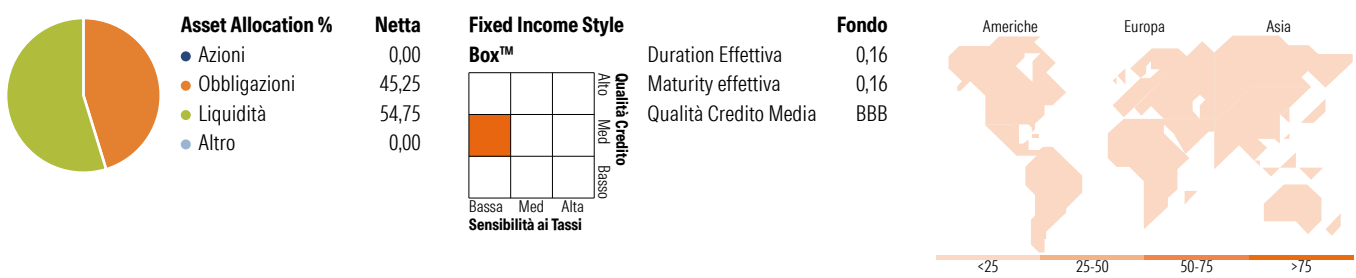 Asset Allocation % Netta
Azioni 0,00
Obbligazioni 45,25
Liquidità 54,75
Altro 0,00
Fixed Income Style Box™
Fondo
Duration Effettiva 0,16
Maturity effettiva 0,16
Qualità Credito Media BBB
Alto Med Basso
Qualità Credito
Bassa Med Alta
Sensibilità ai Tassi
Americhe Europa Asia
<25 25-50 50-75 >75